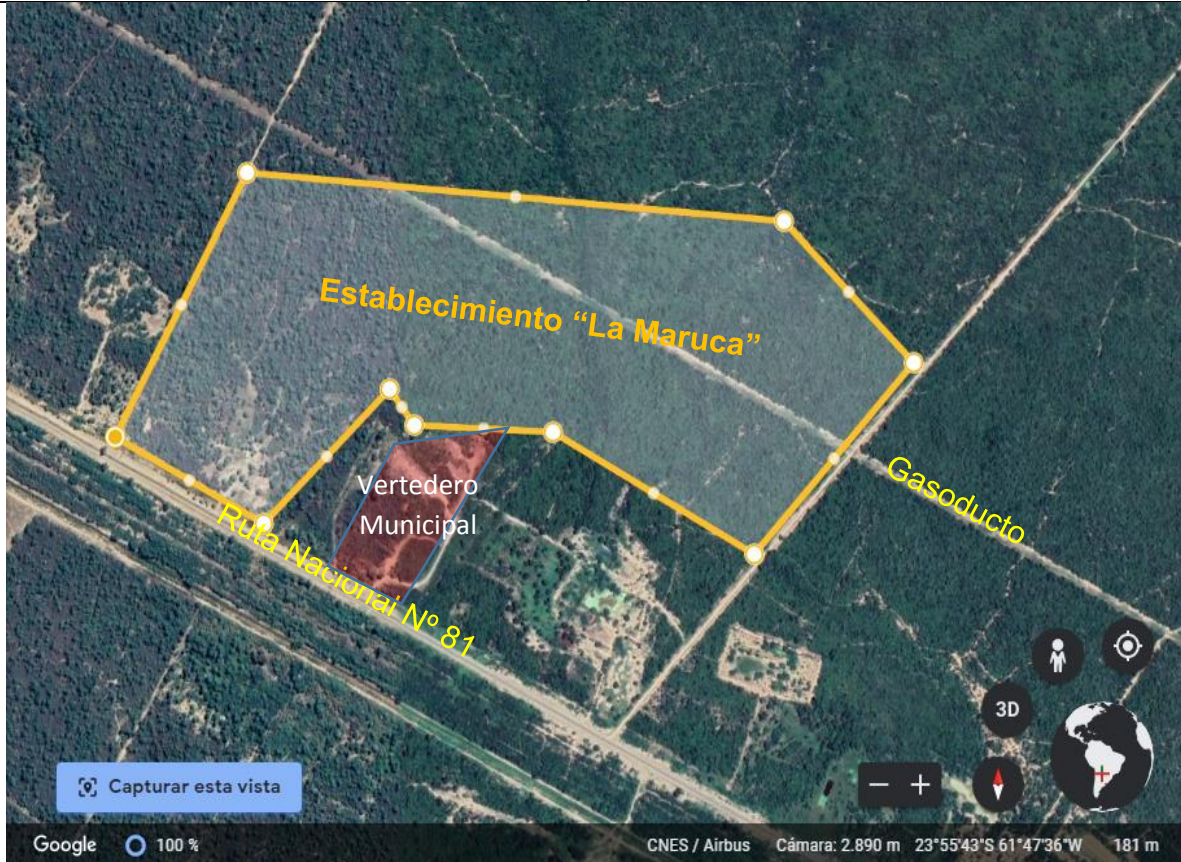 Establecimiento “La Maruca”
Vertedero
Municipal
Gasoducto
Ruta Nacional Nº 81
3D
Capturar esta vista
Google 100 % CNES / Airbus Cámara: 2.890 m 23°55'43"S 61°47'36"W 181 m